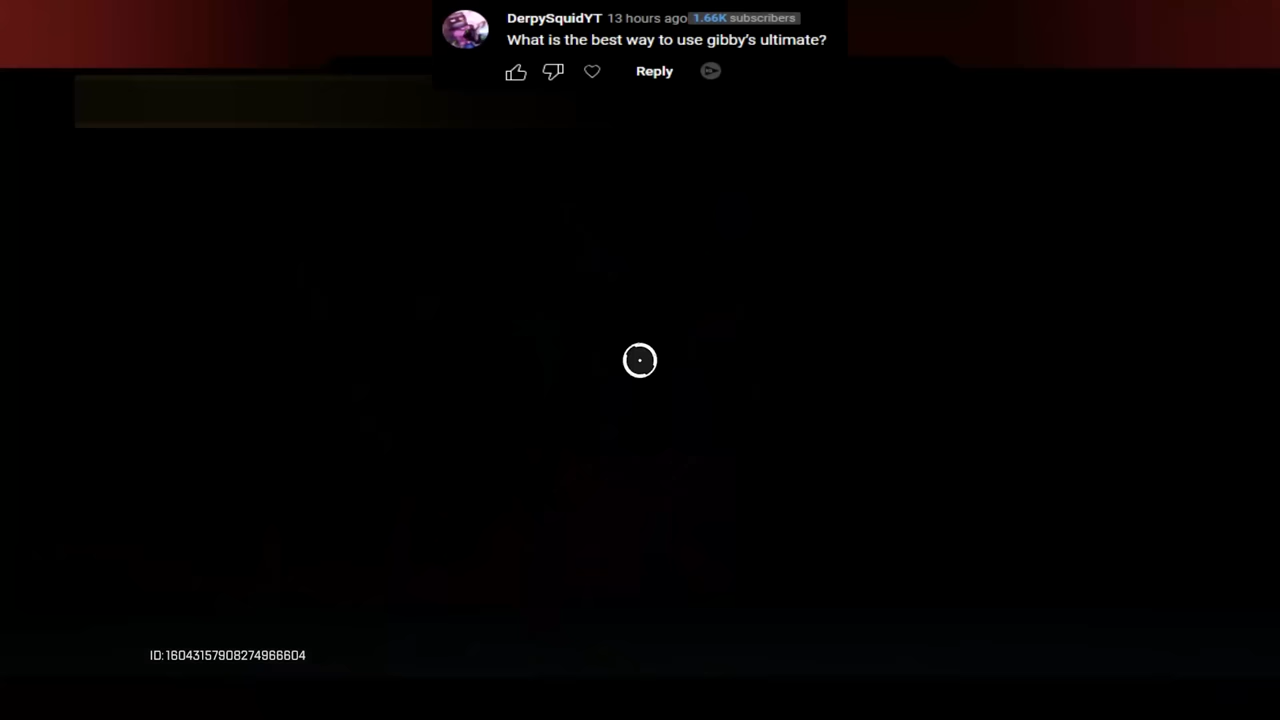 DerpySquidYT 13 hours ago 1.66K subscribers
What is the best way to use gibby's ultimate?
Reply
ID:16043157908274966604